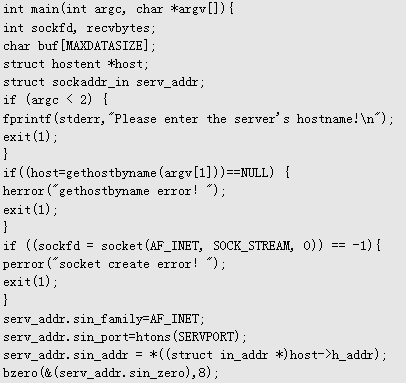 int main(int argc, char *argv[]){
int sockfd, recvbytes;
char buf[MAXDATASIZE];
struct hostent *host;
struct sockaddr_in serv_addr;
if (argc < 2) {
fprintf(stderr,"Please enter the server's hostname!\n");
exit(1);
}
if((host=gethostbyname(argv[1]))==NULL) {
herror("gethostbyname error! ");
exit(1);
}
if ((sockfd = socket(AF_INET, SOCK_STREAM, 0)) == -1){
perror("socket create error! ");
exit(1);
}
serv_addr.sin_family=AF_INET;
serv_addr.sin_port=htons(SERVPORT);
serv_addr.sin_addr = *((struct in_addr *)host->h_addr);
bzero(&(serv_addr.sin_zero),8);